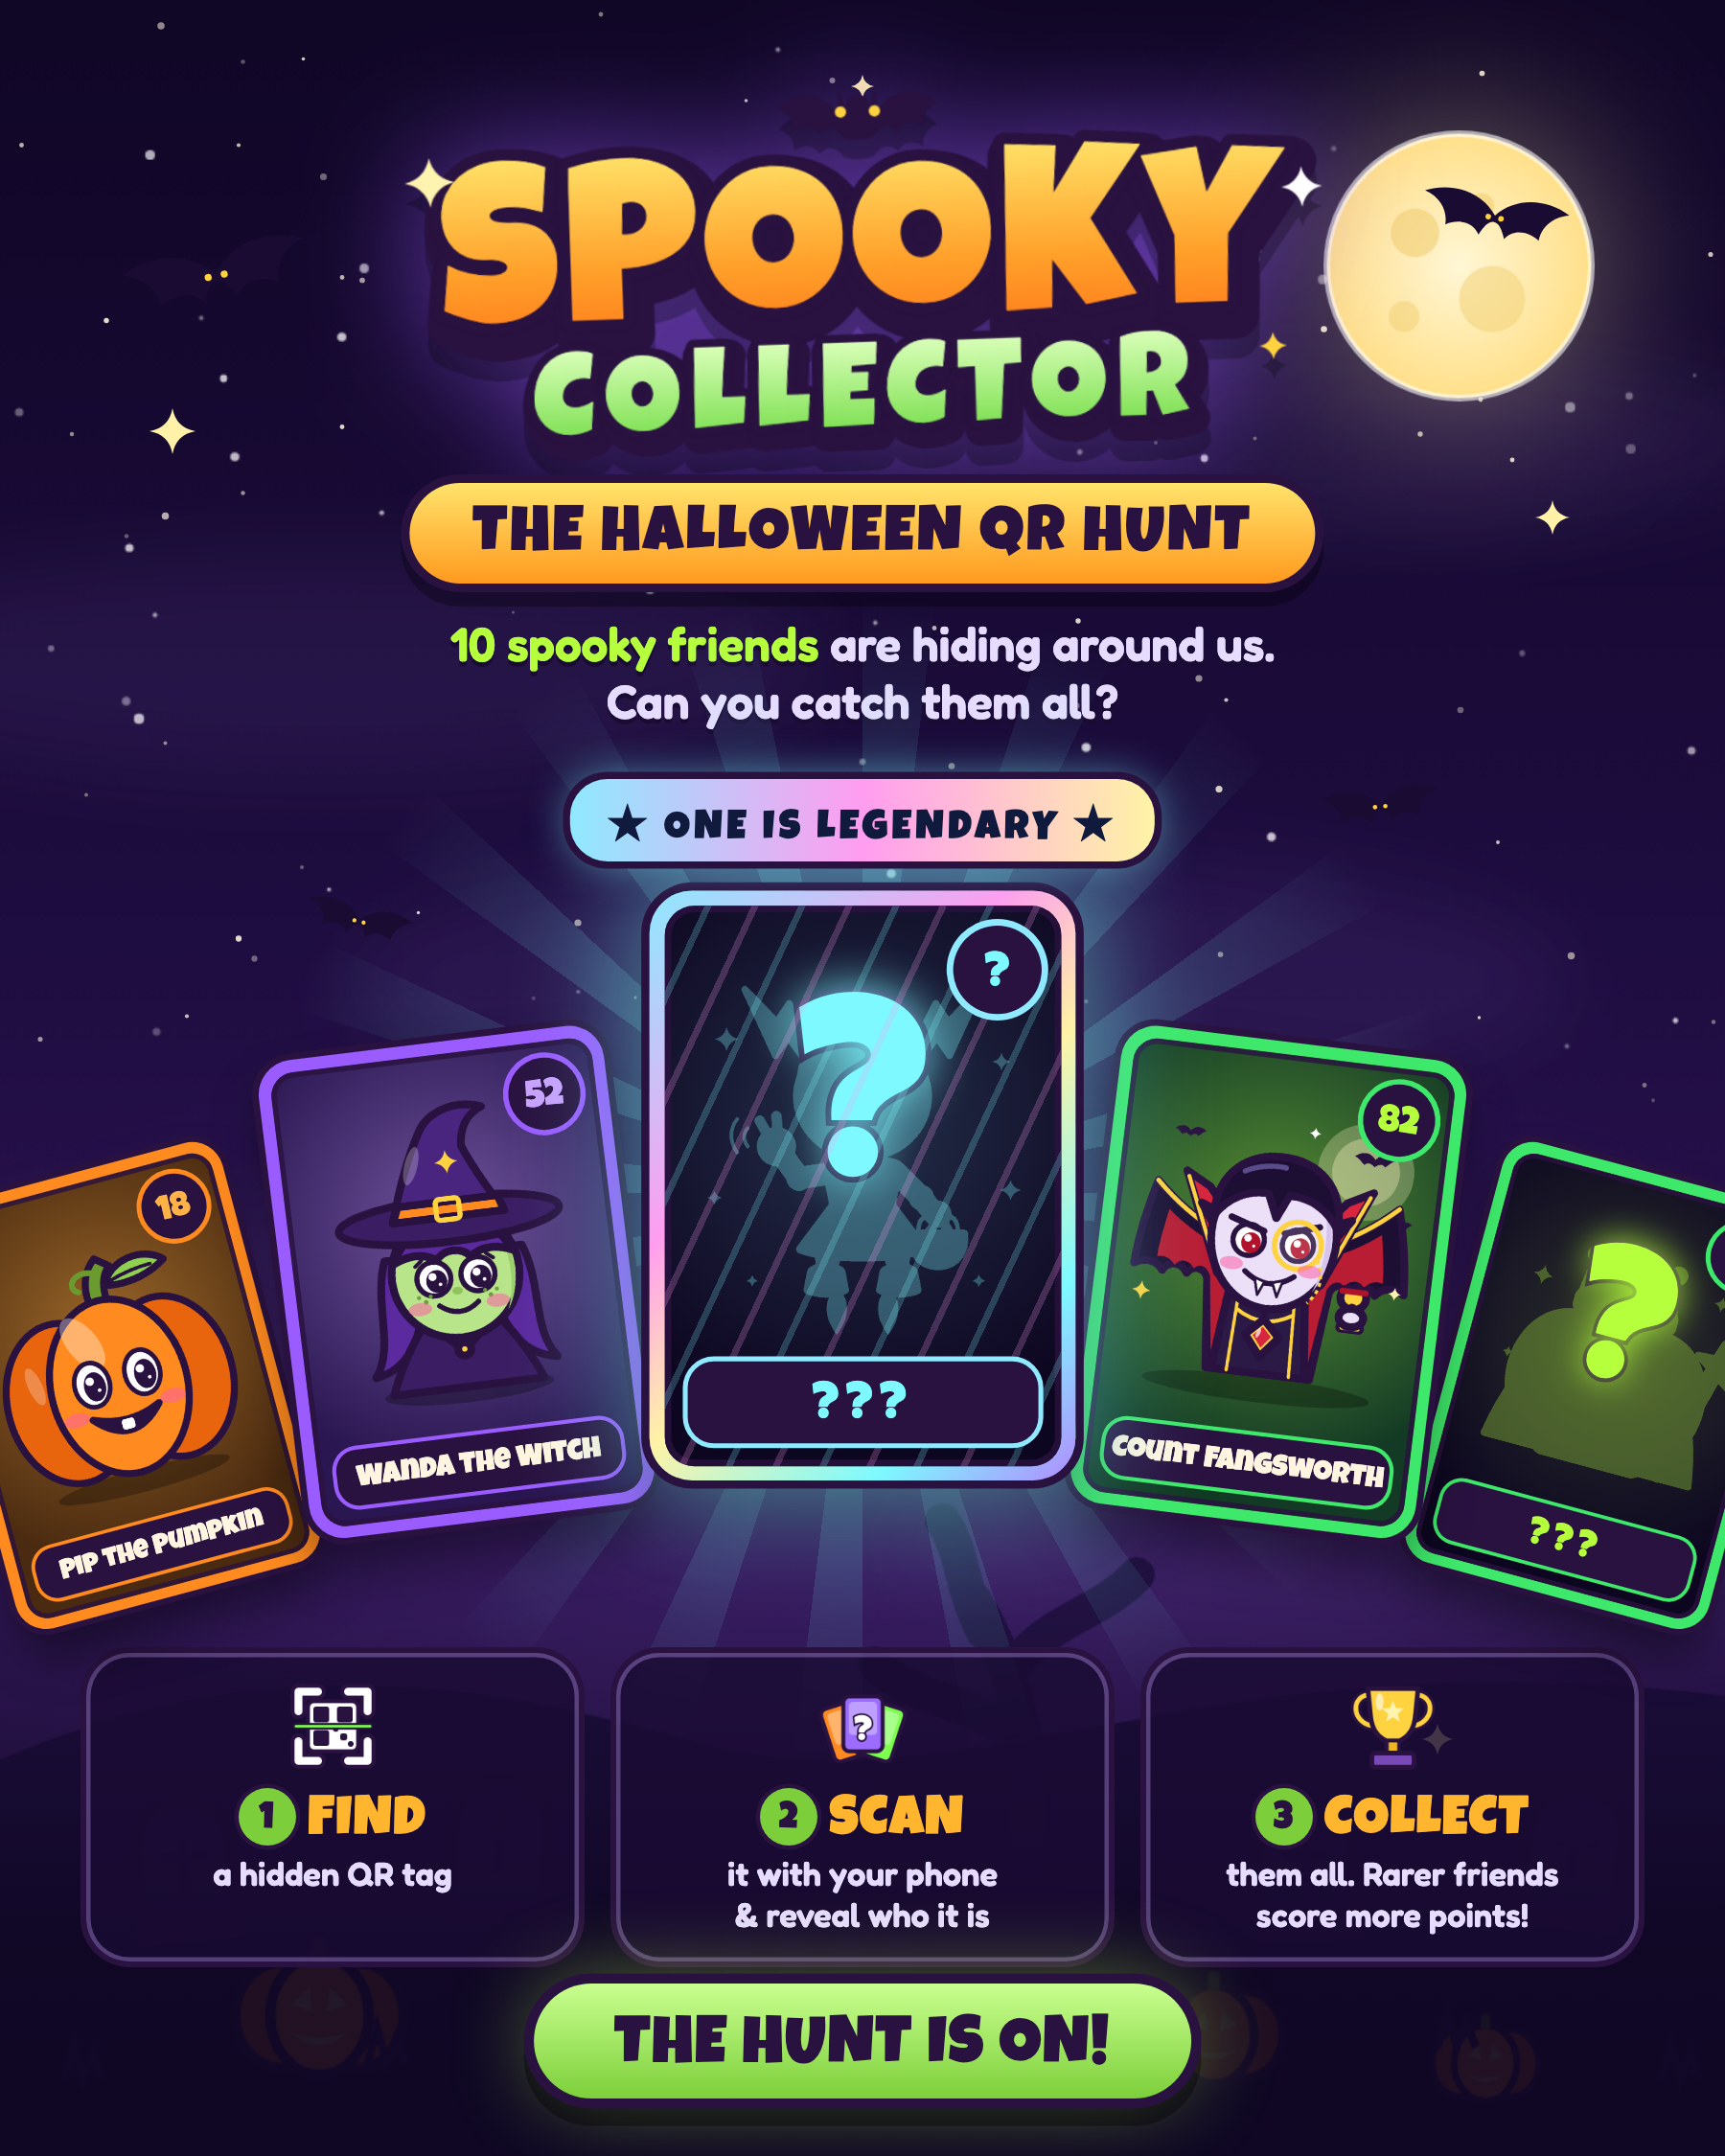 SPOOKY
COLLECTOR
THE HALLOWEEN QR HUNT
10 spooky friends are hiding around us.
Can you catch them all?
★ ONE IS LEGENDARY ★
?
?
???
18
PIP THE PUMPKIN
52
WANDA THE WITCH
82
COUNT FANGSWORTH
?
???
?
1 FIND
a hidden QR tag
2 SCAN
it with your phone
& reveal who it is
3 COLLECT
them all. Rarer friends
score more points!
THE HUNT IS ON!